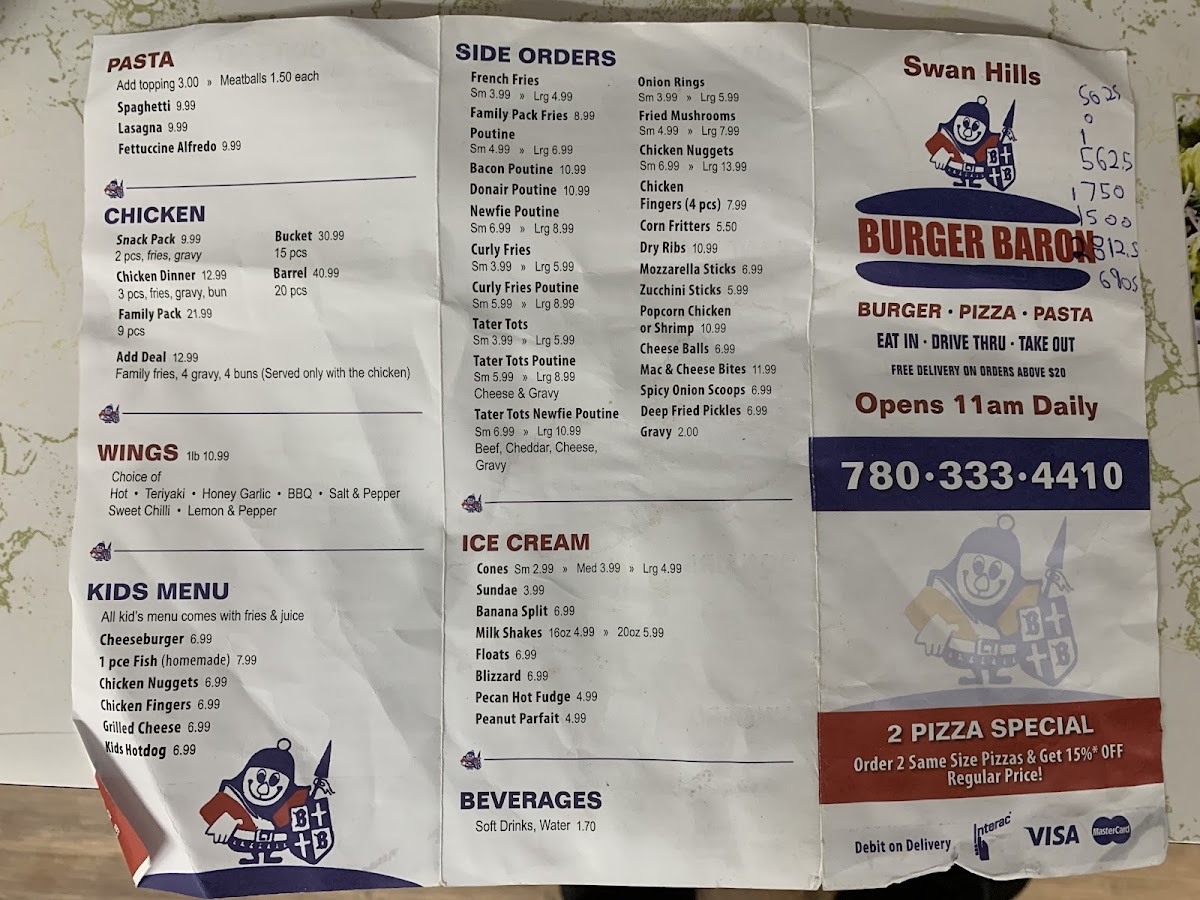 PASTA
Add topping 3.00 » Meatballs 1.50 each
Spaghetti 9.99
Lasagna 9.99
Fettuccine Alfredo 9.99
CHICKEN
Snack Pack 9.99
2 pcs, fries, gravy
Chicken Dinner 12.99
3 pcs, fries, gravy, bun
Family Pack 21.99
9 pcs
Bucket 30.99
15 pcs
Barrel 40.99
20 pcs
Add Deal 12.99
Family fries, 4 gravy, 4 buns (Served only with the chicken)
WINGS 1lb 10.99
Choice of
Hot • Teriyaki • Honey Garlic • BBQ • Salt & Pepper
Sweet Chilli • Lemon & Pepper
KIDS MENU
All kid's menu comes with fries & juice
Cheeseburger 6.99
1 pce Fish (homemade) 7.99
Chicken Nuggets 6.99
Chicken Fingers 6.99
Grilled Cheese 6.99
Kids Hotdog 6.99
B B
SIDE ORDERS
French Fries
Sm 3.99 » Lrg 4.99
Family Pack Fries 8.99
Poutine
Sm 4.99 » Lrg 6.99
Bacon Poutine 10.99
Donair Poutine 10.99
Newfie Poutine
Sm 6.99 » Lrg 8.99
Curly Fries
Sm 3.99 » Lrg 5.99
Curly Fries Poutine
Sm 5.99 » Lrg 8.99
Tater Tots
Sm 3.99 » Lrg 5.99
Tater Tots Poutine
Sm 5.99 » Lrg 8.99
Cheese & Gravy
Tater Tots Newfie Poutine
Sm 6.99 » Lrg 10.99
Beef, Cheddar, Cheese,
Gravy
Onion Rings
Sm 3.99 » Lrg 5.99
Fried Mushrooms
Sm 4.99 » Lrg 7.99
Chicken Nuggets
Sm 6.99 » Lrg 13.99
Chicken
Fingers (4 pcs) 7.99
Corn Fritters 5.50
Dry Ribs 10.99
Mozzarella Sticks 6.99
Zucchini Sticks 5.99
Popcorn Chicken
or Shrimp 10.99
Cheese Balls 6.99
Mac & Cheese Bites 11.99
Spicy Onion Scoops 6.99
Deep Fried Pickles 6.99
Gravy 2.00
ICE CREAM
Cones Sm 2.99 » Med 3.99 » Lrg 4.99
Sundae 3.99
Banana Split 6.99
Milk Shakes 16oz 4.99 » 20oz 5.99
Floats 6.99
Blizzard 6.99
Pecan Hot Fudge 4.99
Peanut Parfait 4.99
BEVERAGES
Soft Drinks, Water 1.70
Swan Hills
5625
0
1
5625
1750
1500
2812.5
6905
B B
BURGER BARON
BURGER • PIZZA • PASTA
EAT IN • DRIVE THRU • TAKE OUT
FREE DELIVERY ON ORDERS ABOVE $20
Opens 11am Daily
780•333•4410
B B
2 PIZZA SPECIAL
Order 2 Same Size Pizzas & Get 15%* OFF
Regular Price!
Debit on Delivery Interac VISA MasterCard